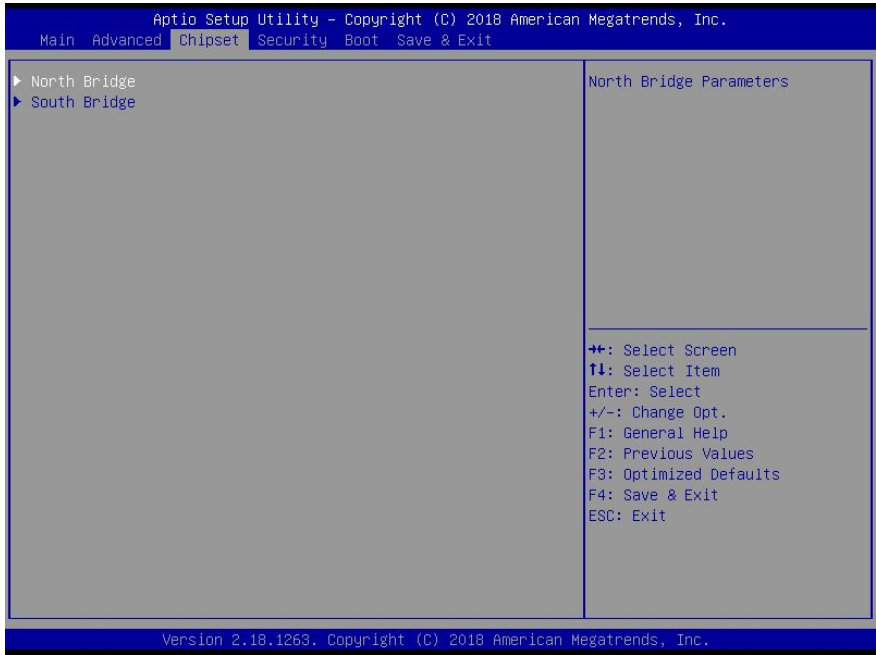 Aptio Setup Utility – Copyright (C) 2018 American Megatrends, Inc.
Main Advanced Chipset Security Boot Save & Exit
North Bridge
South Bridge
North Bridge Parameters
→←: Select Screen
↑↓: Select Item
Enter: Select
+/-: Change Opt.
F1: General Help
F2: Previous Values
F3: Optimized Defaults
F4: Save & Exit
ESC: Exit
Version 2.18.1263. Copyright (C) 2018 American Megatrends, Inc.